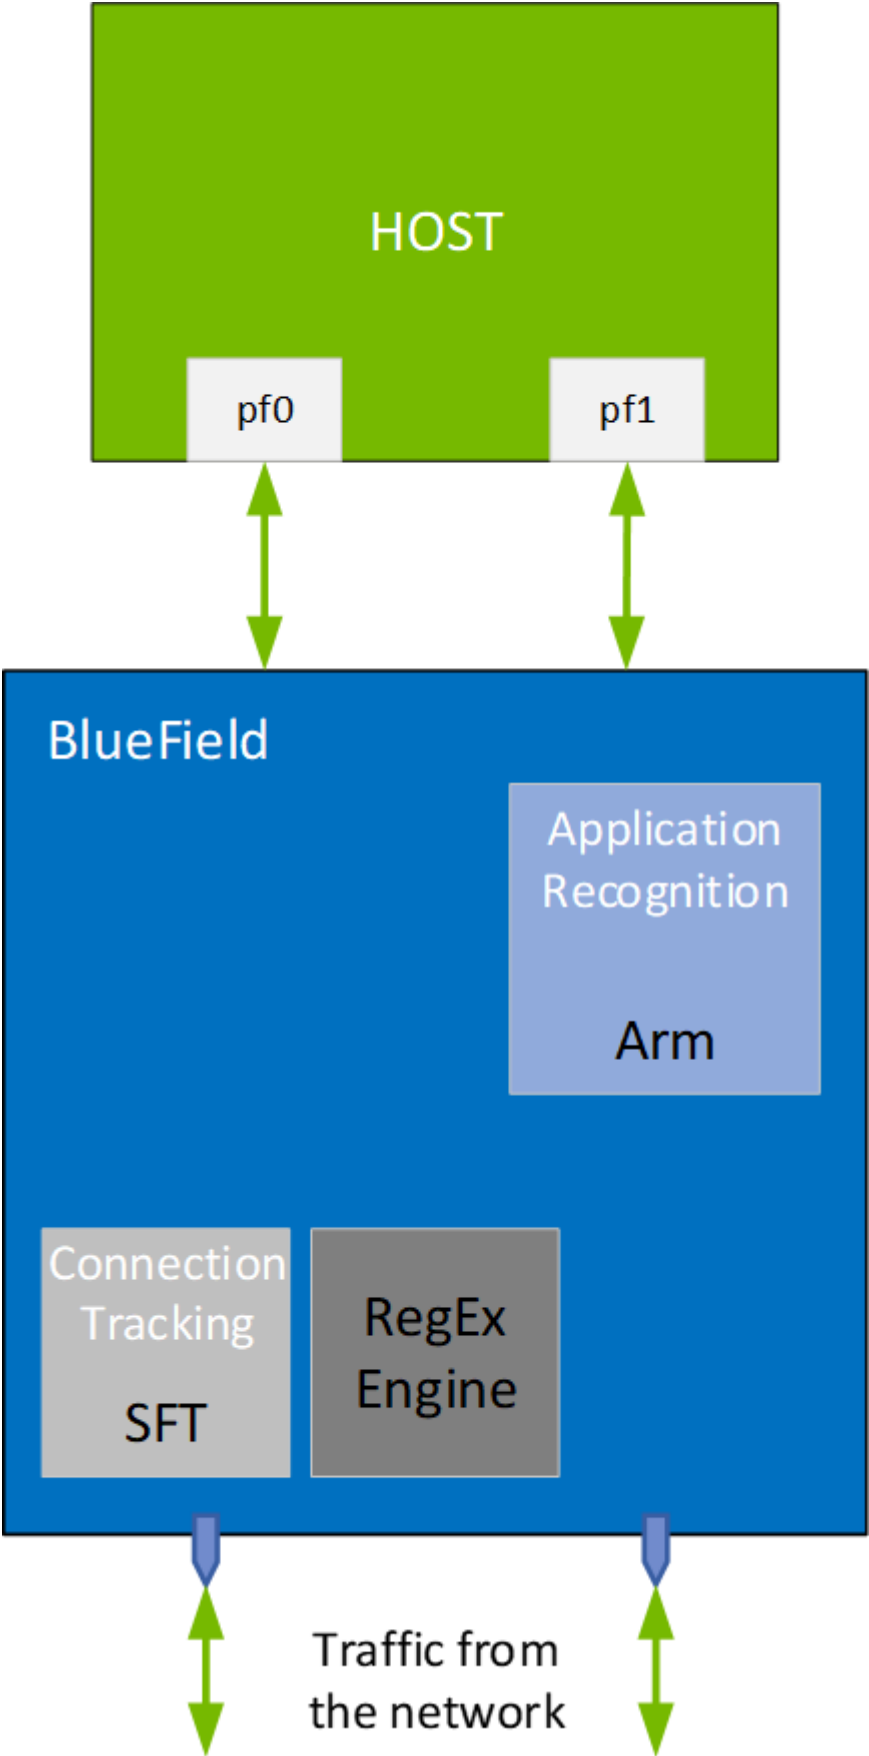 HOST
pf0
pf1
BlueField
Application
Recognition
Arm
Connection
Tracking
SFT
RegEx
Engine
Traffic from
the network